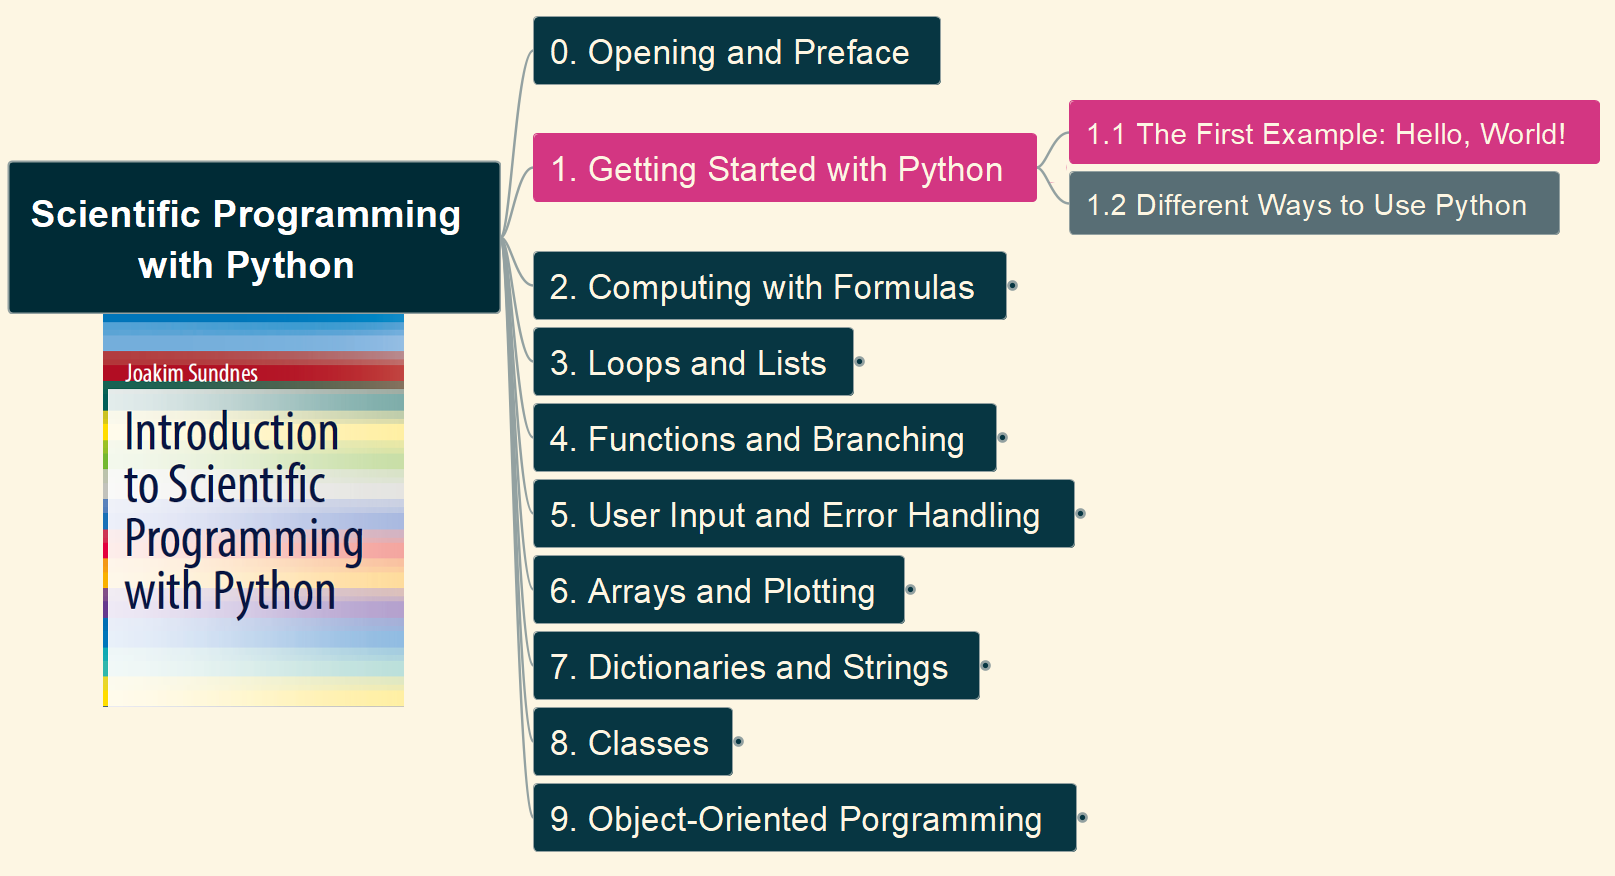 0. Opening and Preface
1. Getting Started with Python
1.1 The First Example: Hello, World!
1.2 Different Ways to Use Python
Scientific Programming
with Python
2. Computing with Formulas
3. Loops and Lists
4. Functions and Branching
5. User Input and Error Handling
6. Arrays and Plotting
7. Dictionaries and Strings
8. Classes
9. Object-Oriented Porgramming
Joakim Sundnes
Introduction
to Scientific
Programming
with Python